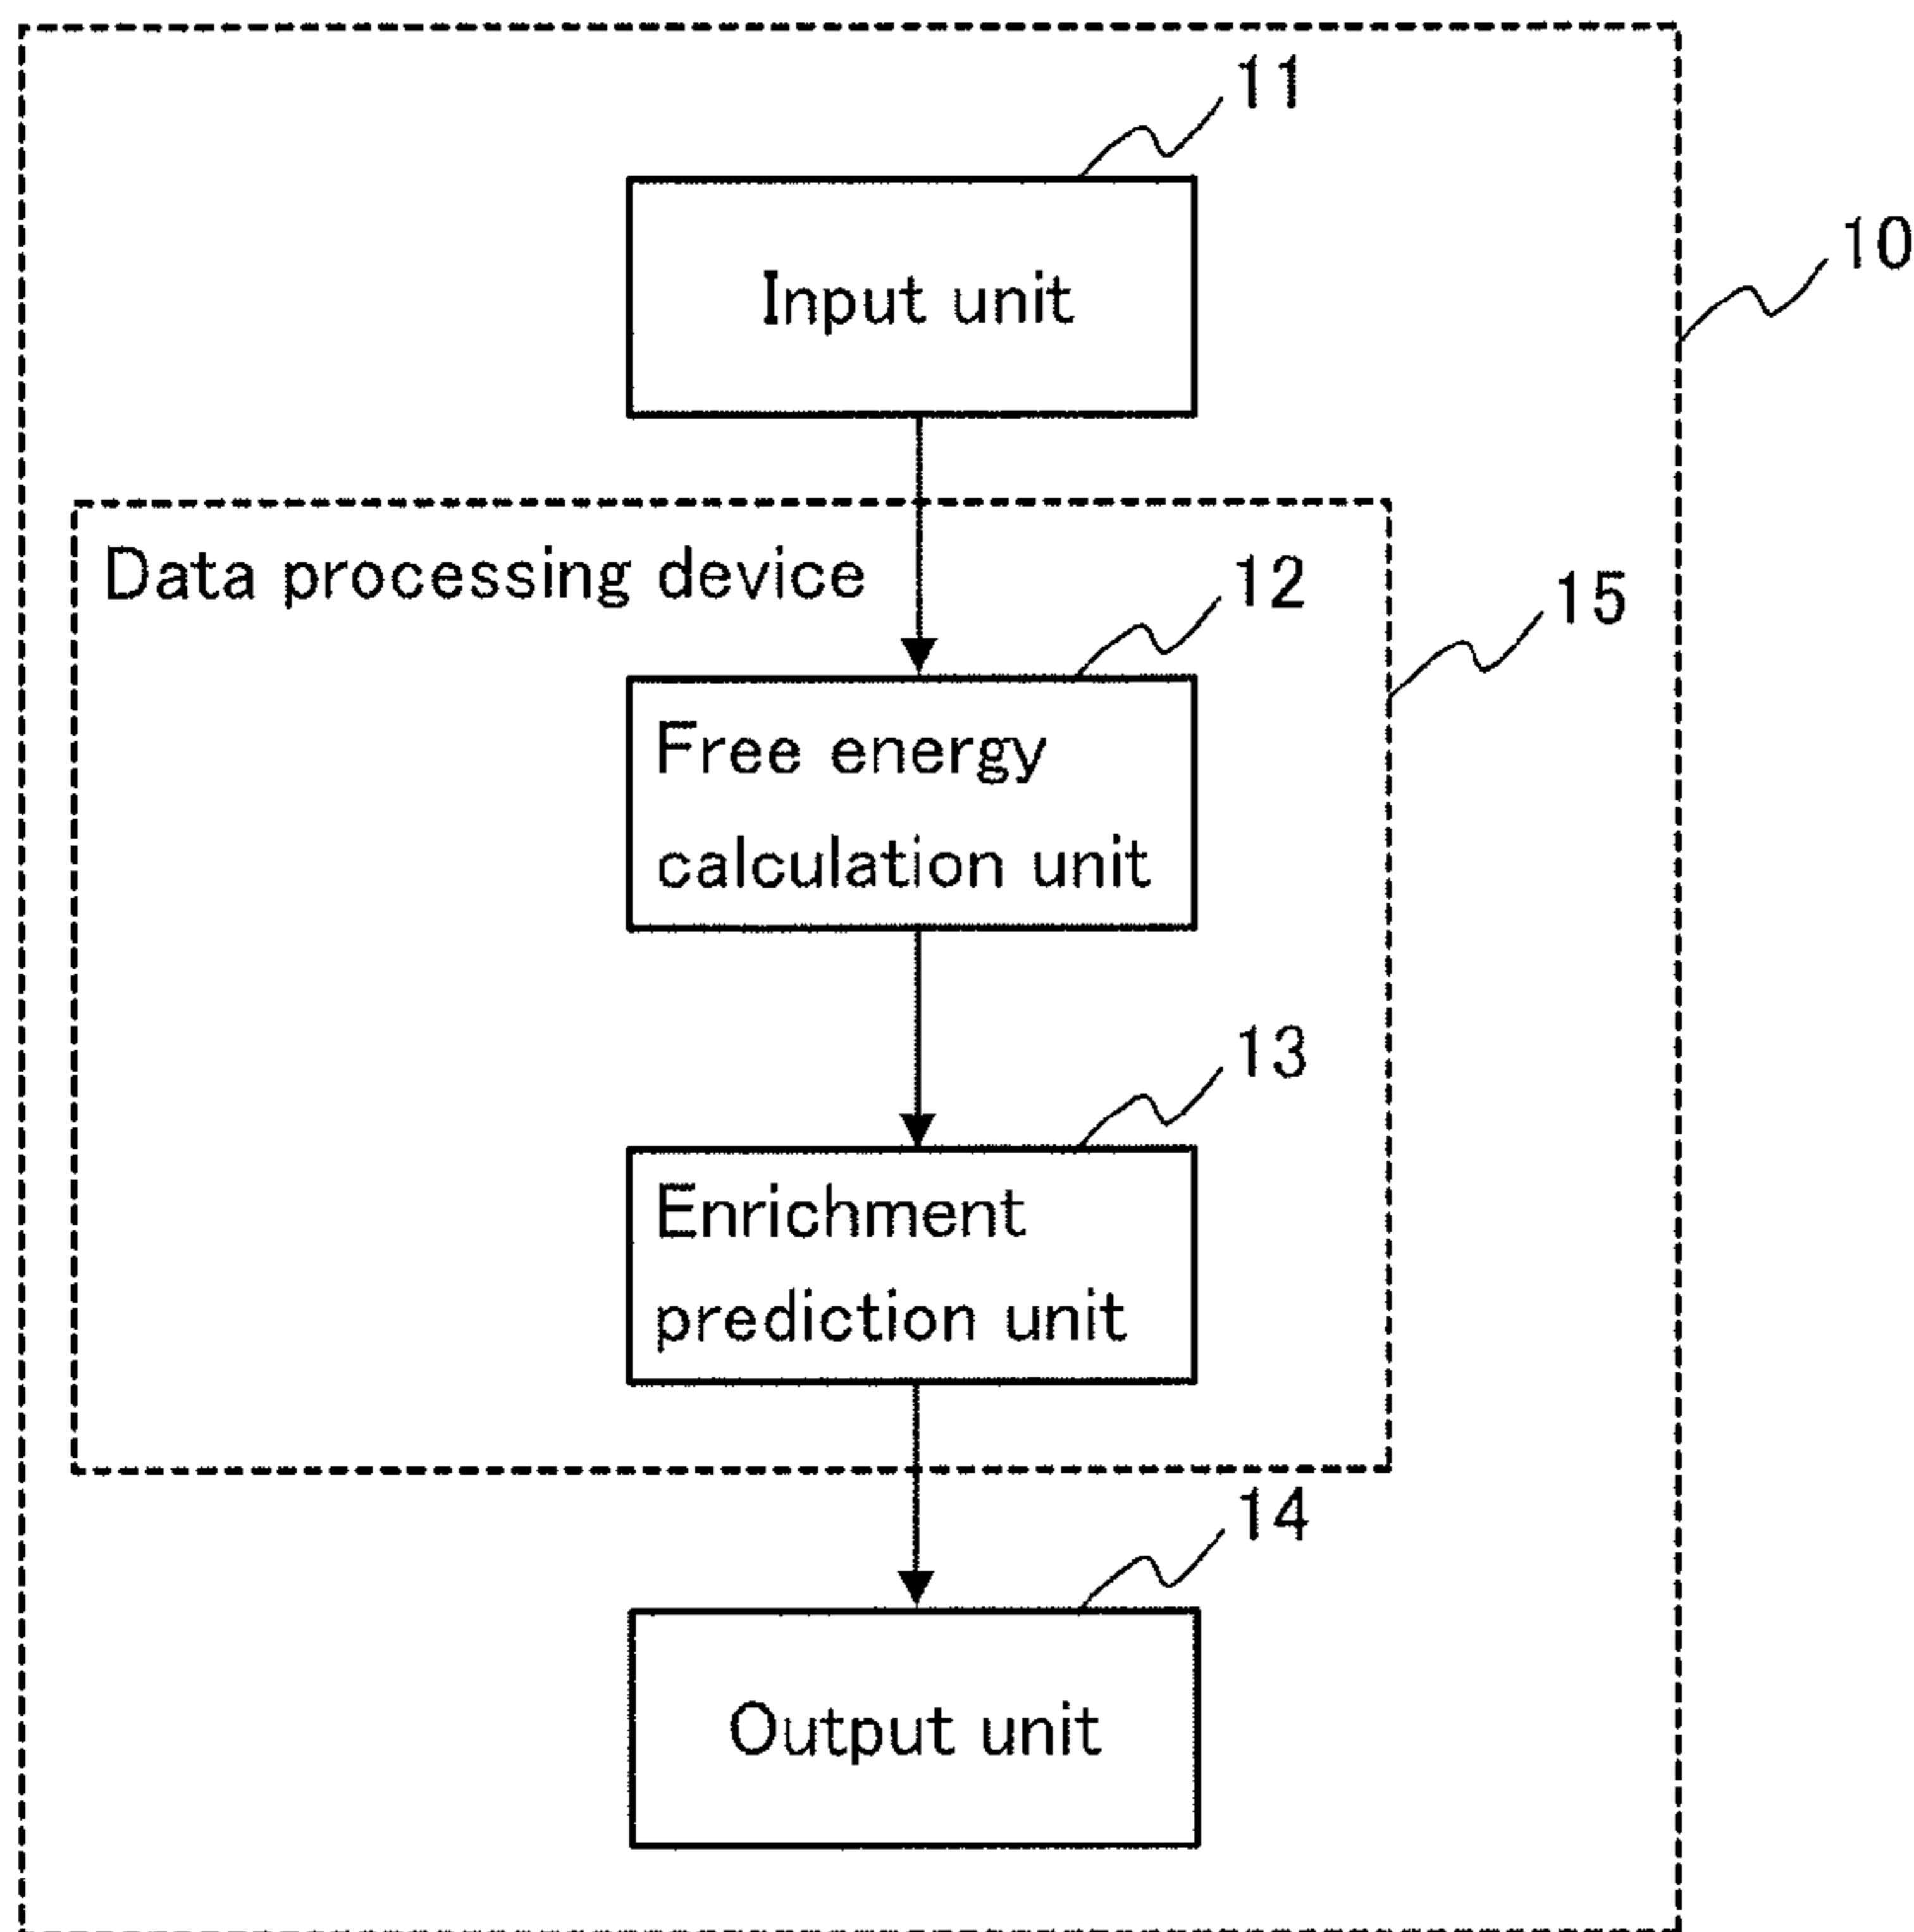 11
10
Input unit
Data processing device
12
15
Free energy
calculation unit
13
Enrichment
prediction unit
14
Output unit